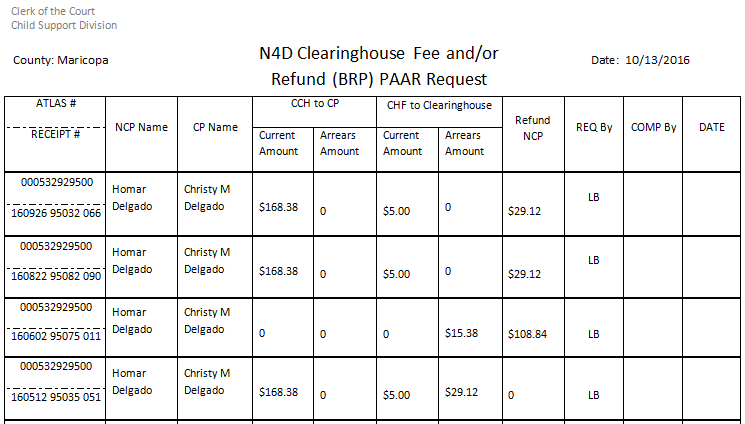 Clerk of the Court
Child Support Division
County: Maricopa
N4D Clearinghouse Fee and/or
Refund (BRP) PAAR Request
Date: 10/13/2016
ATLAS #
RECEIPT #
NCP Name
CP Name
CCH to CP
Current Amount
Arrears Amount
CHF to Clearinghouse
Current Amount
Arrears Amount
Refund NCP
REQ By
COMP By
DATE
000532929500
160926 95032 066
Homar Delgado
Christy M Delgado
$168.38
0
$5.00
0
$29.12
LB
000532929500
160822 95082 090
Homar Delgado
Christy M Delgado
$168.38
0
$5.00
0
$29.12
LB
000532929500
160602 95075 011
Homar Delgado
Christy M Delgado
0
0
0
$15.38
$108.84
LB
000532929500
160512 95035 051
Homar Delgado
Christy M Delgado
$168.38
0
$5.00
$29.12
0
LB